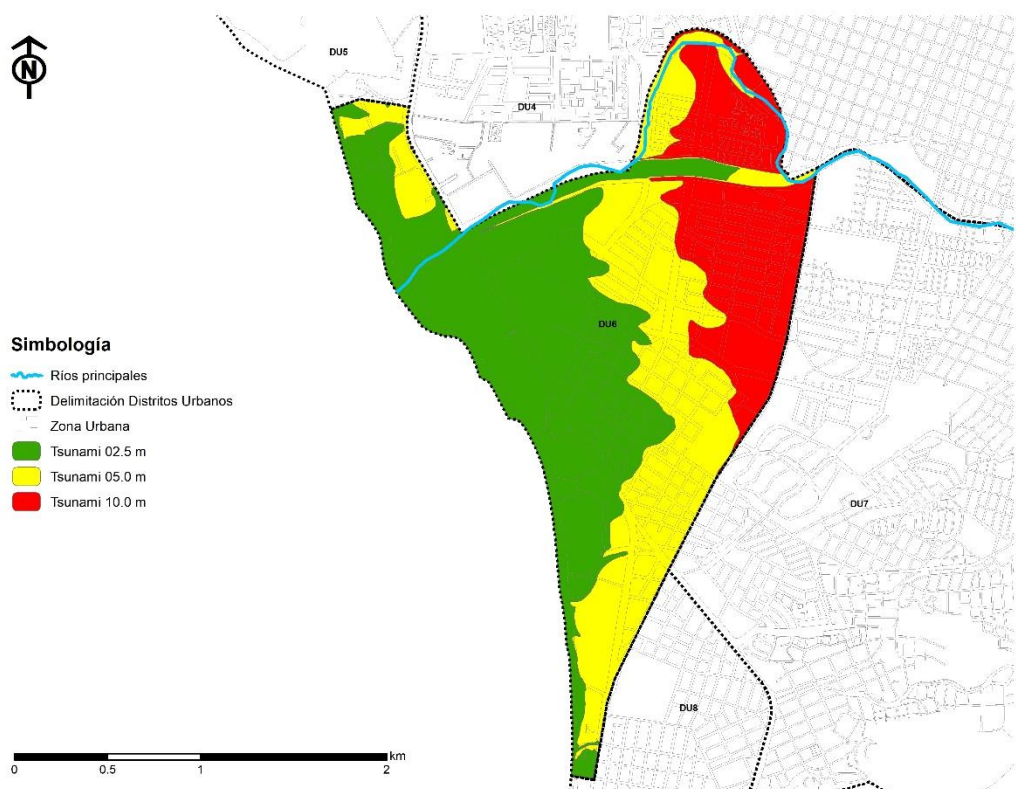 N
DU5
DU4
DU6
DU7
DU8
Simbología
Ríos principales
Delimitación Distritos Urbanos
Zona Urbana
Tsunami 02.5 m
Tsunami 05.0 m
Tsunami 10.0 m
km
0 0.5 1 2